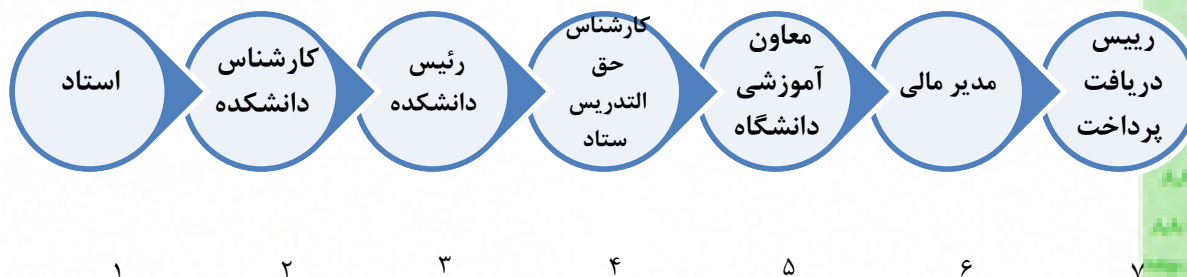 استاد
کارشناس
دانشکده
رئیس
دانشکده
کارشناس
حق
التدریس
ستاد
معاون
آموزشی
دانشگاه
مدیر مالی
رییس
دریافت
پرداخت
۱
۲
۳
۴
۵
۶
۷